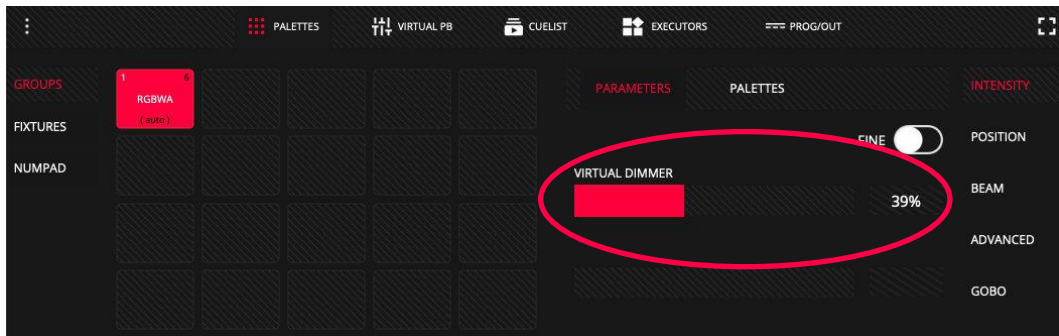 PALETTES
VIRTUAL PB
CUELIST
EXECUTORS
PROG/OUT
GROUPS
FIXTURES
NUMPAD
1 6
RGBWA
(auto)
PARAMETERS
PALETTES
FINE
VIRTUAL DIMMER
39%
INTENSITY
POSITION
BEAM
ADVANCED
GOBO